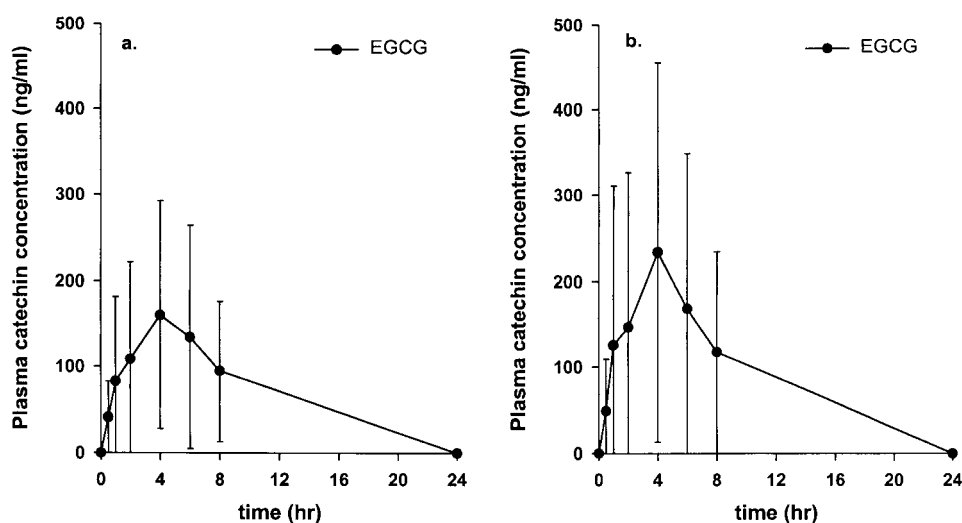 500
400
300
200
100
0
Plasma catechin concentration (ng/ml)
a.
EGCG
0 4 8 12 16 20 24
time (hr)
500
400
300
200
100
0
Plasma catechin concentration (ng/ml)
b.
EGCG
0 4 8 12 16 20 24
time (hr)